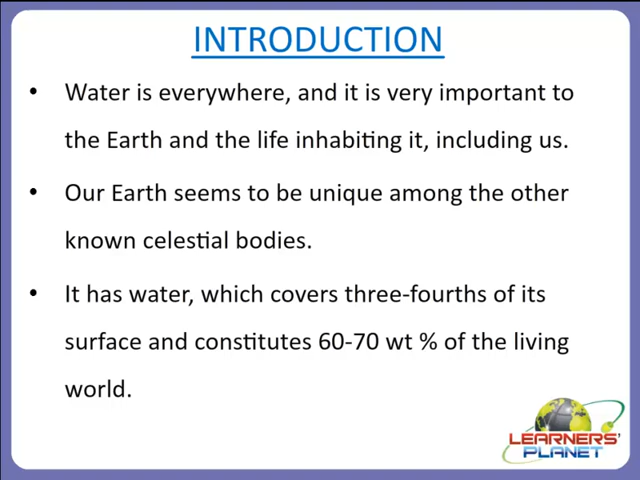 INTRODUCTION
• Water is everywhere, and it is very important to
the Earth and the life inhabiting it, including us.
• Our Earth seems to be unique among the other
known celestial bodies.
• It has water, which covers three-fourths of its
surface and constitutes 60-70 wt % of the living
world.
LEARNERS'
PLANET